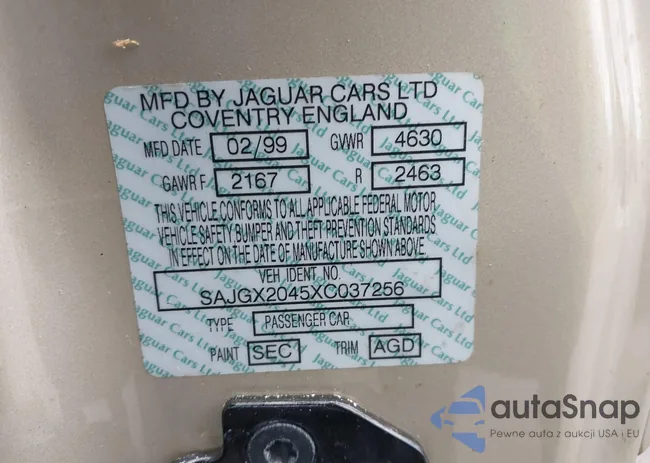 MFD BY JAGUAR CARS LTD
COVENTRY ENGLAND
MFD DATE 02/99 GVWR 4630
GAWR F 2167 R 2463
THIS VEHICLE CONFORMS TO ALL APPLICABLE FEDERAL MOTOR
VEHICLE SAFETY BUMPER AND THEFT PREVENTION STANDARDS
IN EFFECT ON THE DATE OF MANUFACTURE SHOWN ABOVE
VEH IDENT NO.
SAJGX2045XC037256
TYPE PASSENGER CAR
PAINT SEC TRIM AGD
autaSnap
Pewne auta z aukcji USA i EU